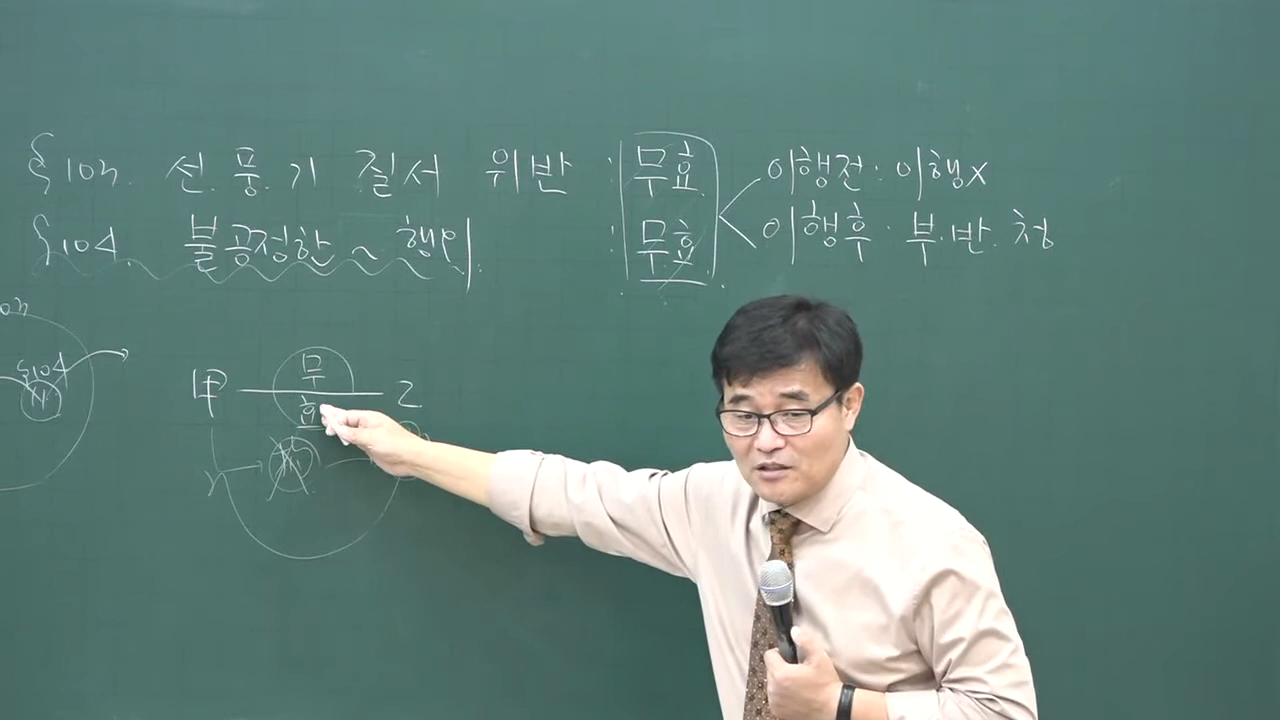 §103. 선. 풍. 기 질서 위반 : 무효 이행전 : 이행x
§104. 불공정한 ~ 행위 : 무효. 이행후 · 부.반. 청
§104
甲 무효 乙